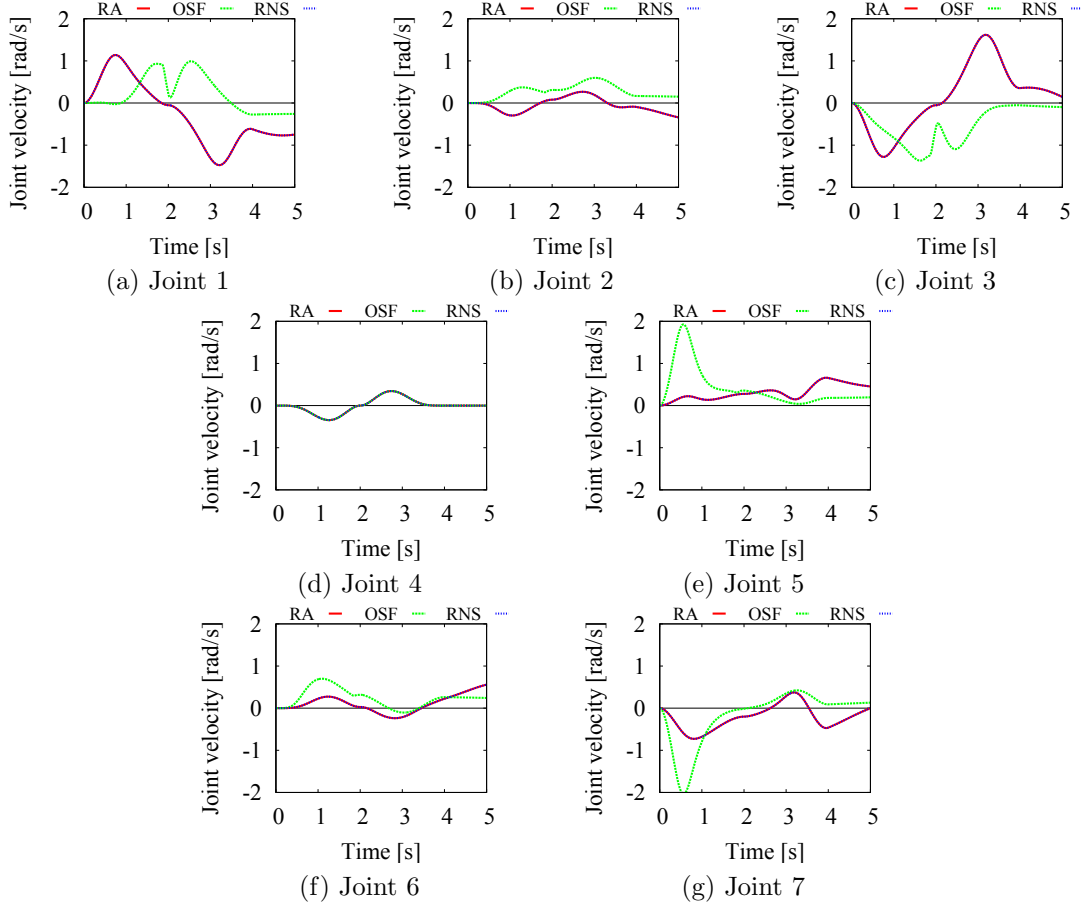 RA OSF RNS
Joint velocity [rad/s]
2
1
0
-1
-2
0 1 2 3 4 5
Time [s]
(a) Joint 1
RA OSF RNS
Joint velocity [rad/s]
2
1
0
-1
-2
0 1 2 3 4 5
Time [s]
(b) Joint 2
RA OSF RNS
Joint velocity [rad/s]
2
1
0
-1
-2
0 1 2 3 4 5
Time [s]
(c) Joint 3
RA OSF RNS
Joint velocity [rad/s]
2
1
0
-1
-2
0 1 2 3 4 5
Time [s]
(d) Joint 4
RA OSF RNS
Joint velocity [rad/s]
2
1
0
-1
-2
0 1 2 3 4 5
Time [s]
(e) Joint 5
RA OSF RNS
Joint velocity [rad/s]
2
1
0
-1
-2
0 1 2 3 4 5
Time [s]
(f) Joint 6
RA OSF RNS
Joint velocity [rad/s]
2
1
0
-1
-2
0 1 2 3 4 5
Time [s]
(g) Joint 7